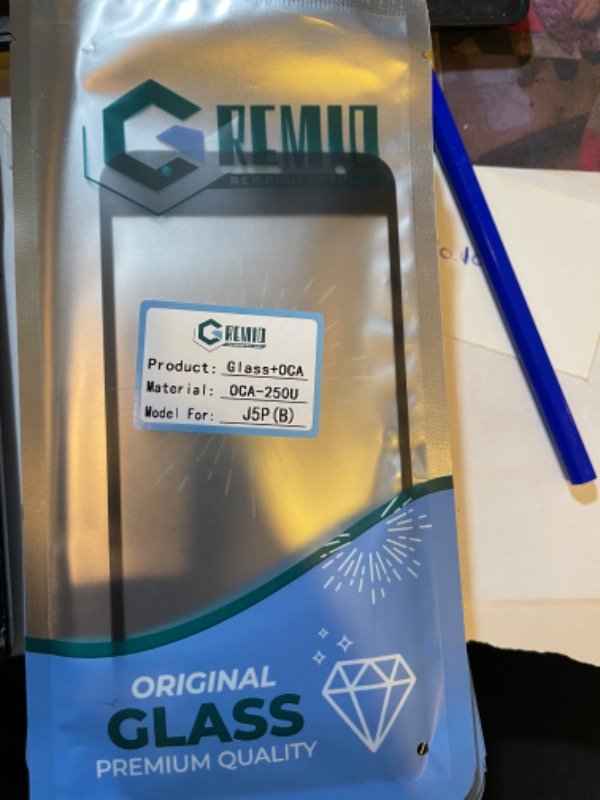 GREMIO
GREMIO
Product: Glass+OCA
Material: OCA-250U
Model For: J5P(B)
ORIGINAL
GLASS
PREMIUM QUALITY